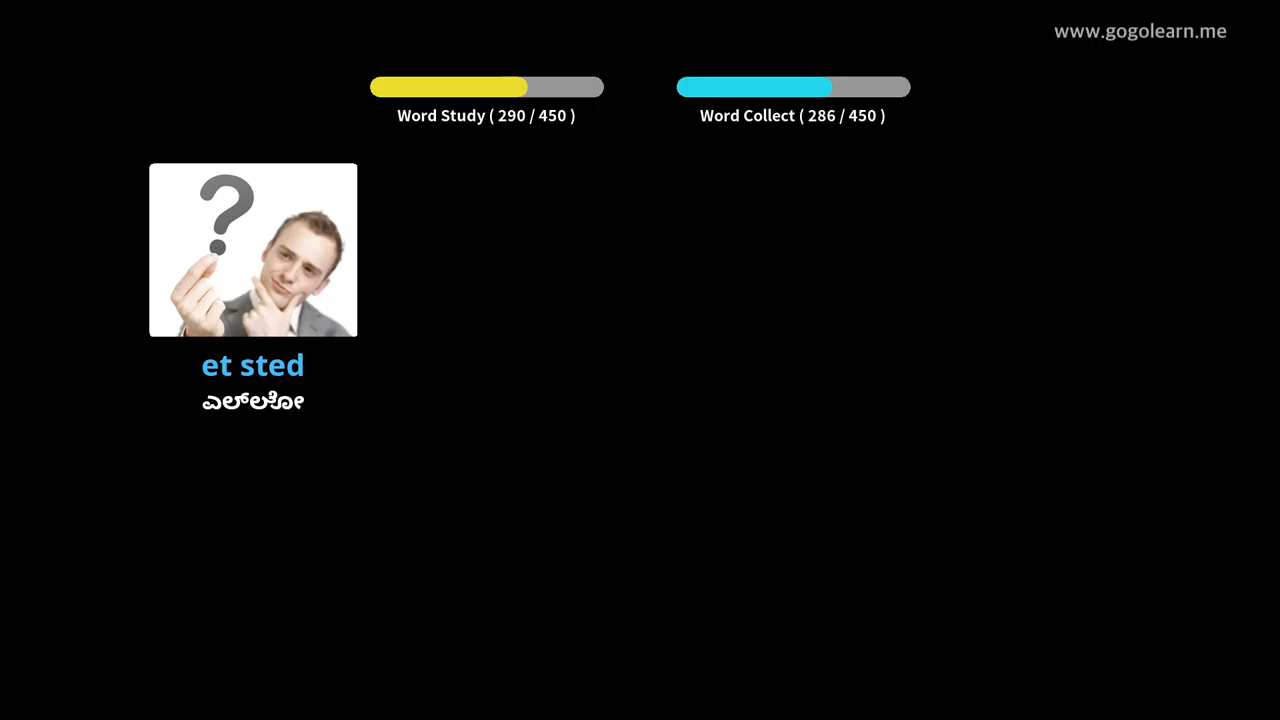 www.gogolearn.me
Word Study ( 290 / 450 )
Word Collect ( 286 / 450 )
?
et sted
ಎಲ್ಲೋ